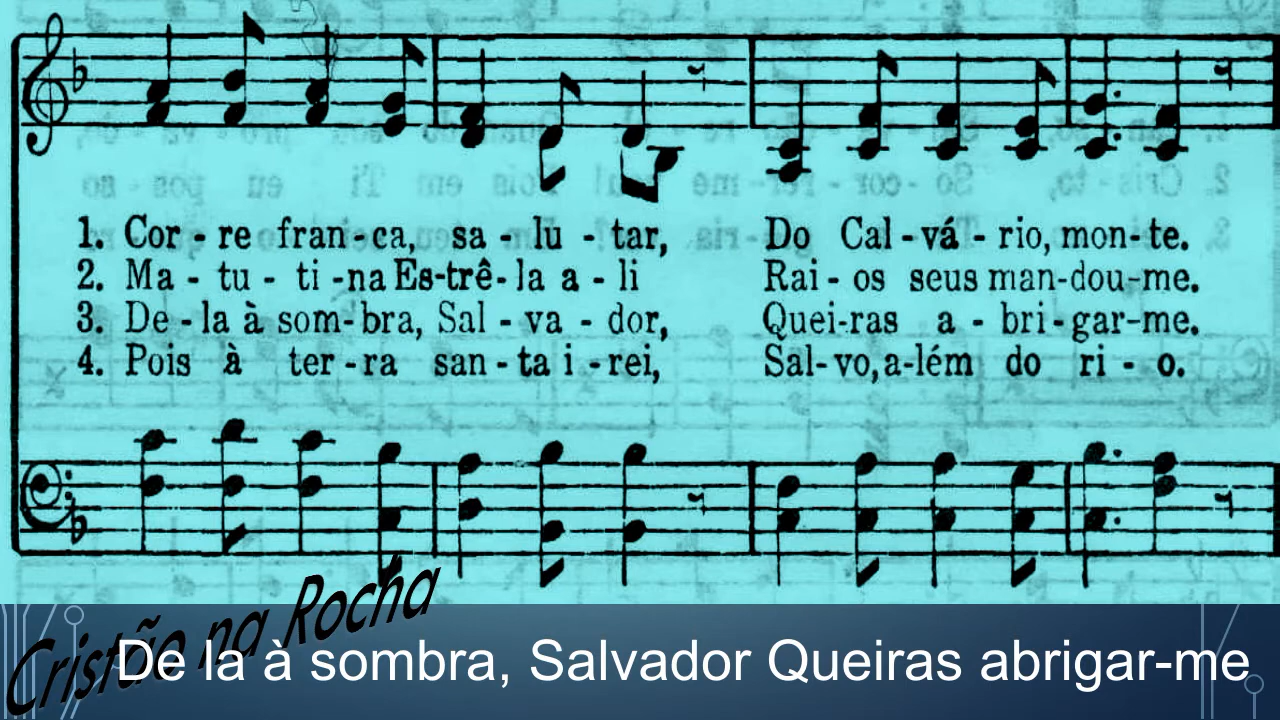 1. Cor - re fran - ca, sa - lu - tar, Do Cal - vá - rio, mon - te.
2. Ma - tu - ti - na Es - trê - la a - li Rai - os seus man - dou - me.
3. De - la à som - bra, Sal - va - dor, Quei - ras a - bri - gar - me.
4. Pois à ter - ra san - ta i - rei, Sal - vo, a - lém do ri - o.
Cristão na Rocha
De la à sombra, Salvador Queiras abrigar-me